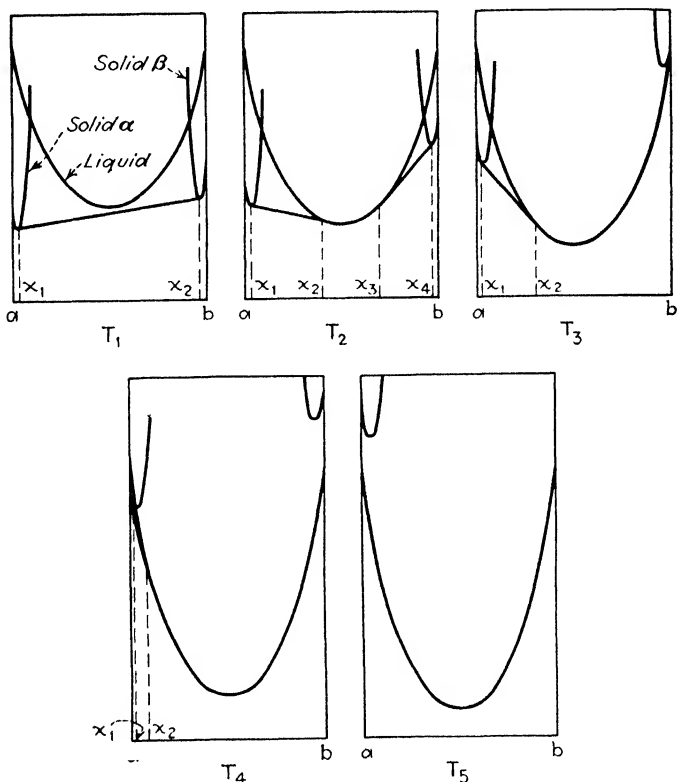 Solid β
Solid α
Liquid
x₁ x₂
a b
T₁
x₁ x₂ x₃ x₄
a b
T₂
x₁ x₂
a b
T₃
x₁ x₂
b
T₄
a b
T₅